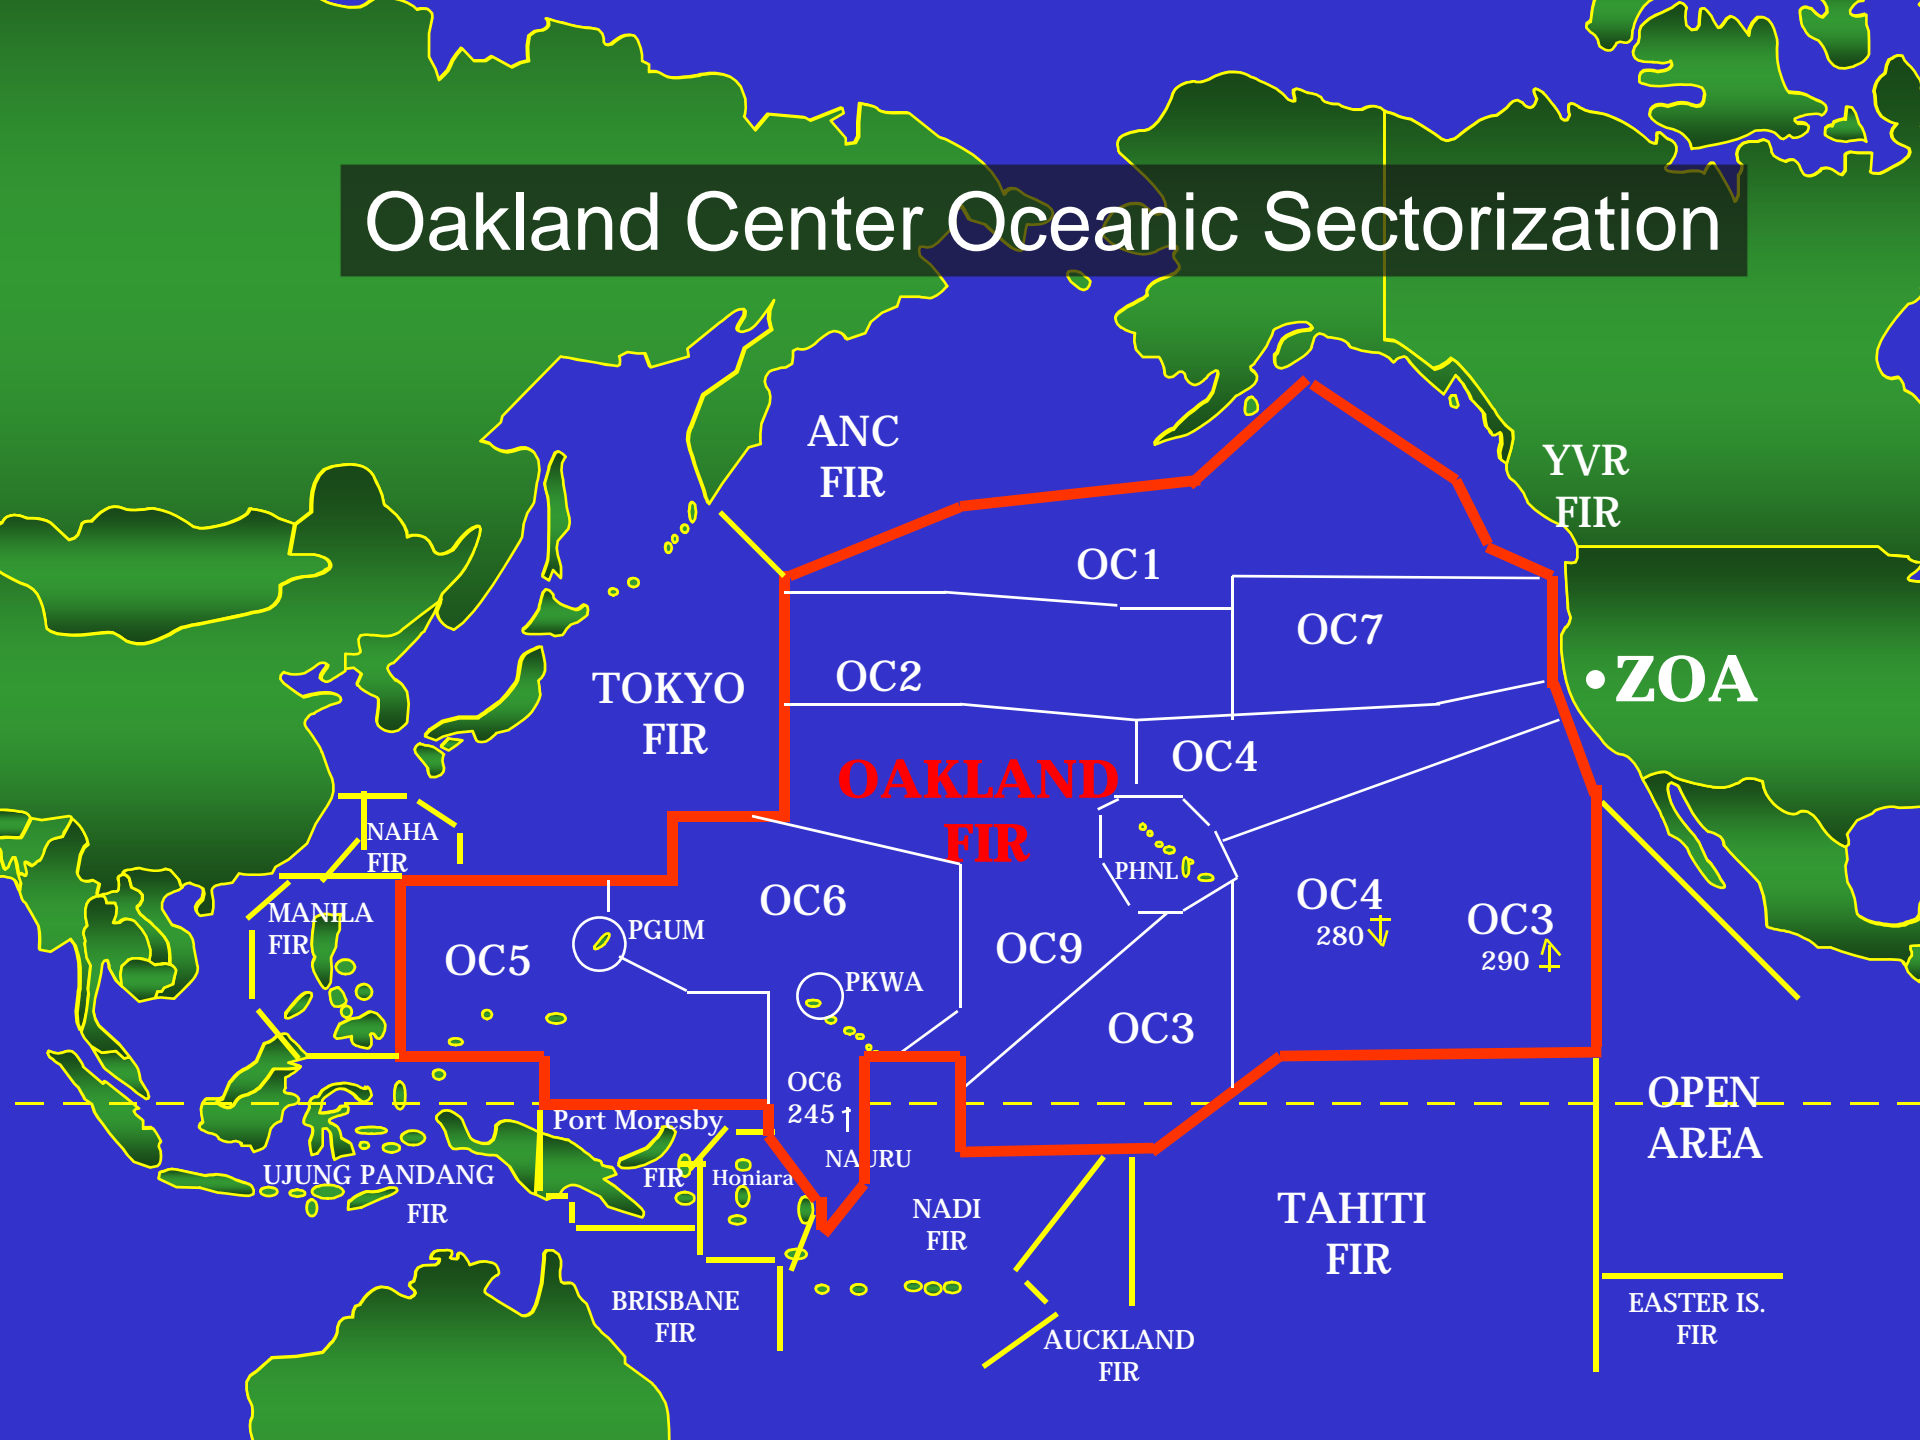 Oakland Center Oceanic Sectorization
ANC
FIR
YVR
FIR
OC1
OC7
OC2
TOKYO
FIR
•ZOA
OC4
OAKLAND
FIR
NAHA
FIR
PHNL
OC6
OC4
280
OC3
290
MANILA
FIR
PGUM
OC5
OC9
PKWA
OC3
OC6
245
OPEN
AREA
Port Moresby
FIR
NAURU
Honiara
UJUNG PANDANG
FIR
NADI
FIR
TAHITI
FIR
BRISBANE
FIR
EASTER IS.
FIR
AUCKLAND
FIR